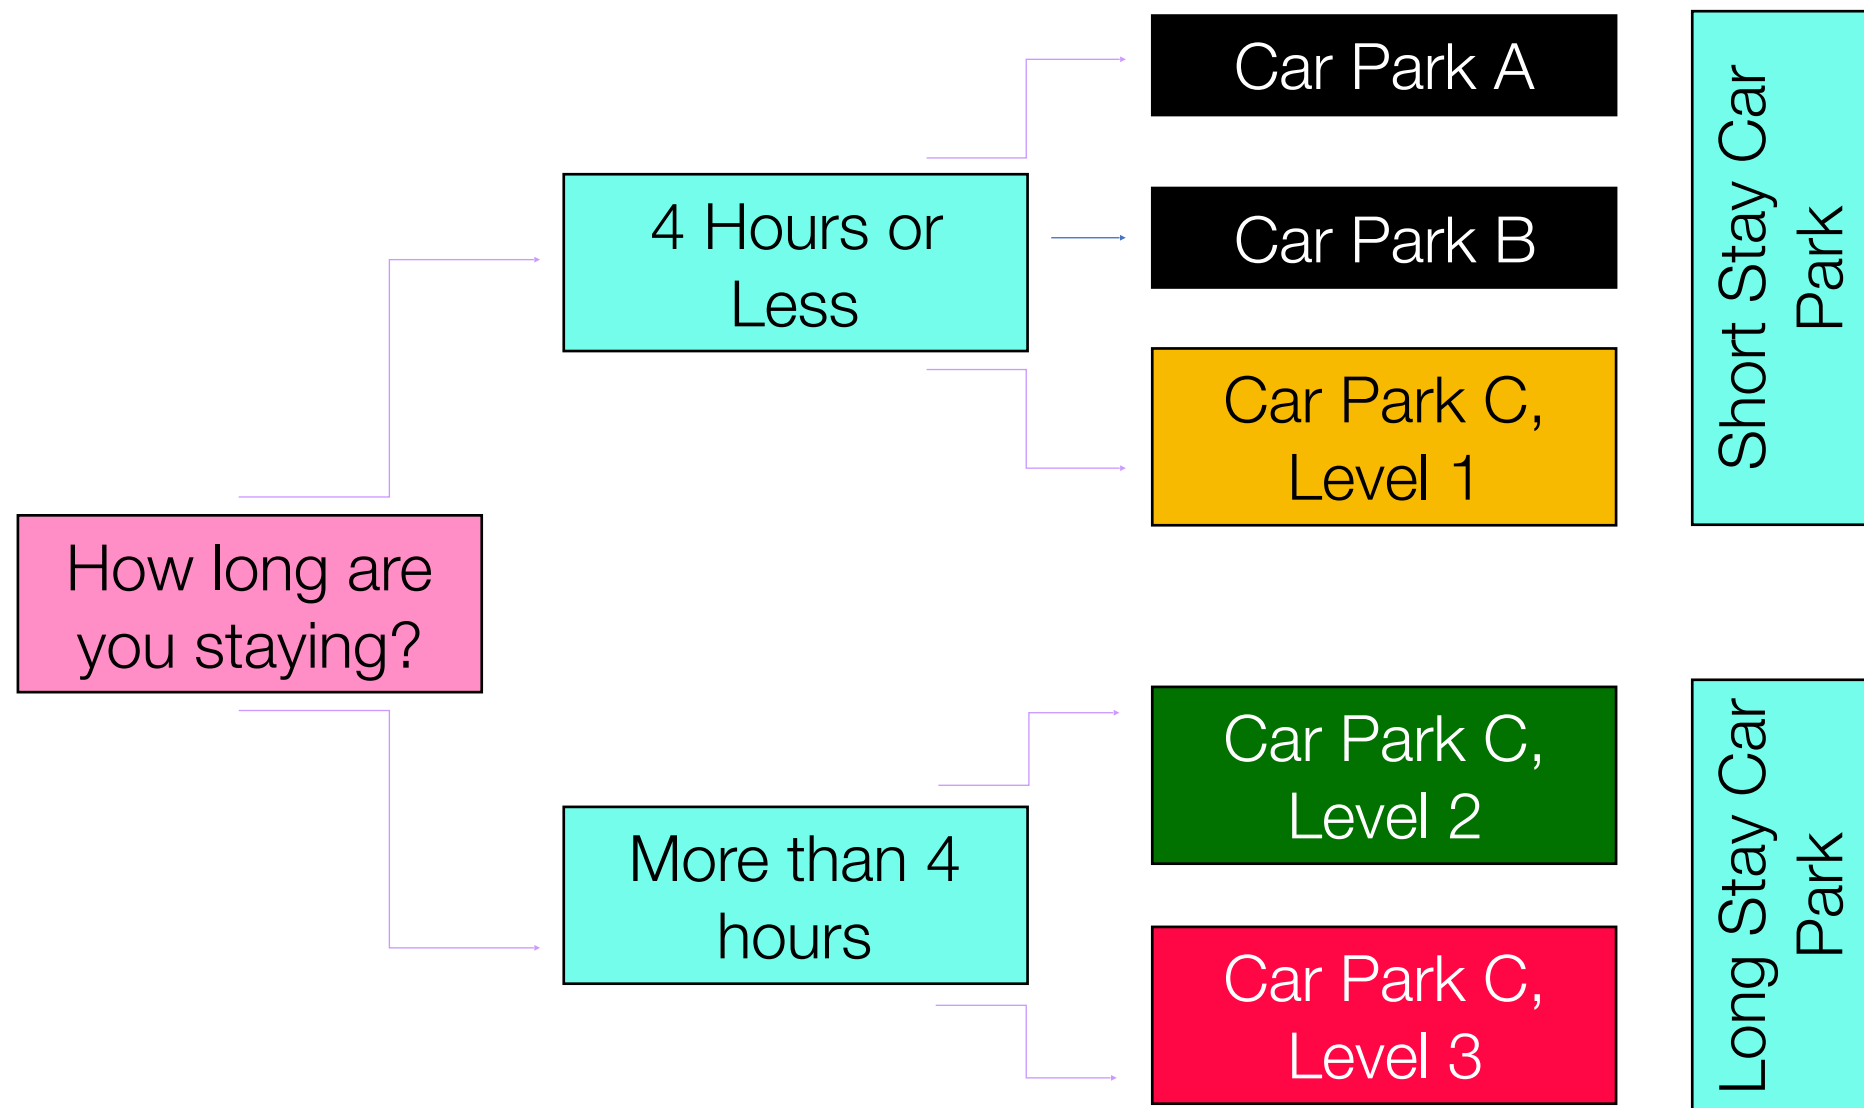 How long are
you staying?
4 Hours or
Less
More than 4
hours
Car Park A
Car Park B
Car Park C,
Level 1
Car Park C,
Level 2
Car Park C,
Level 3
Short Stay Car
Park
Long Stay Car
Park